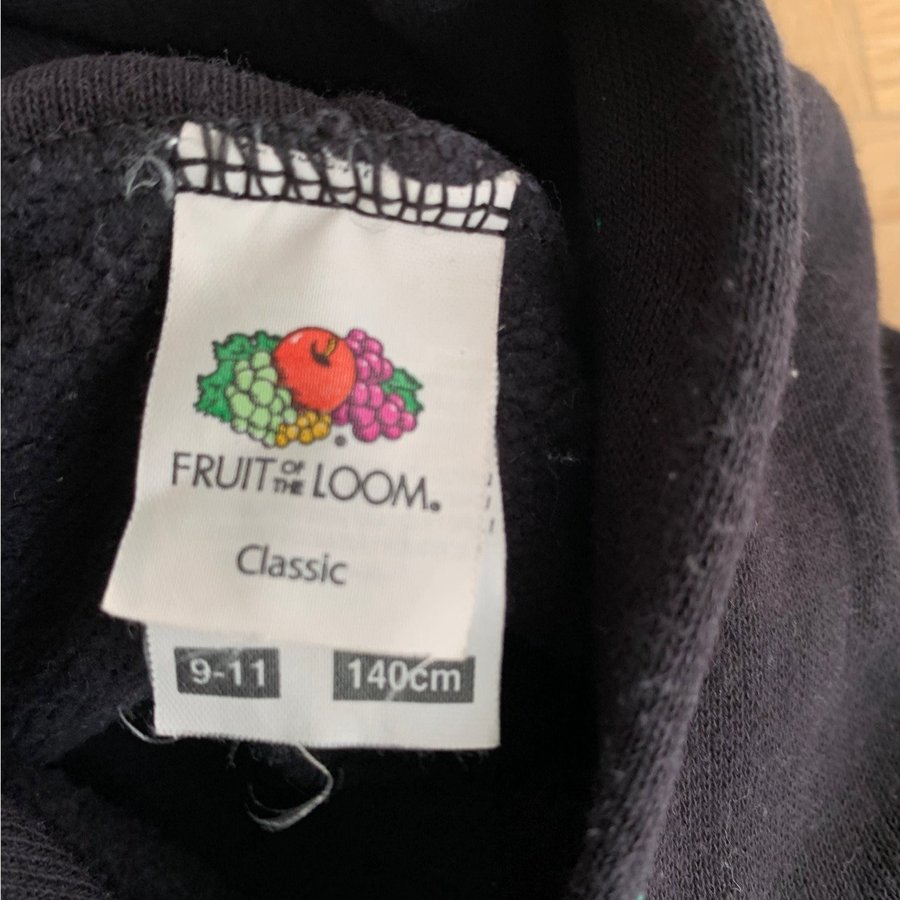 FRUIT OF THE LOOM®
Classic
9-11 140cm